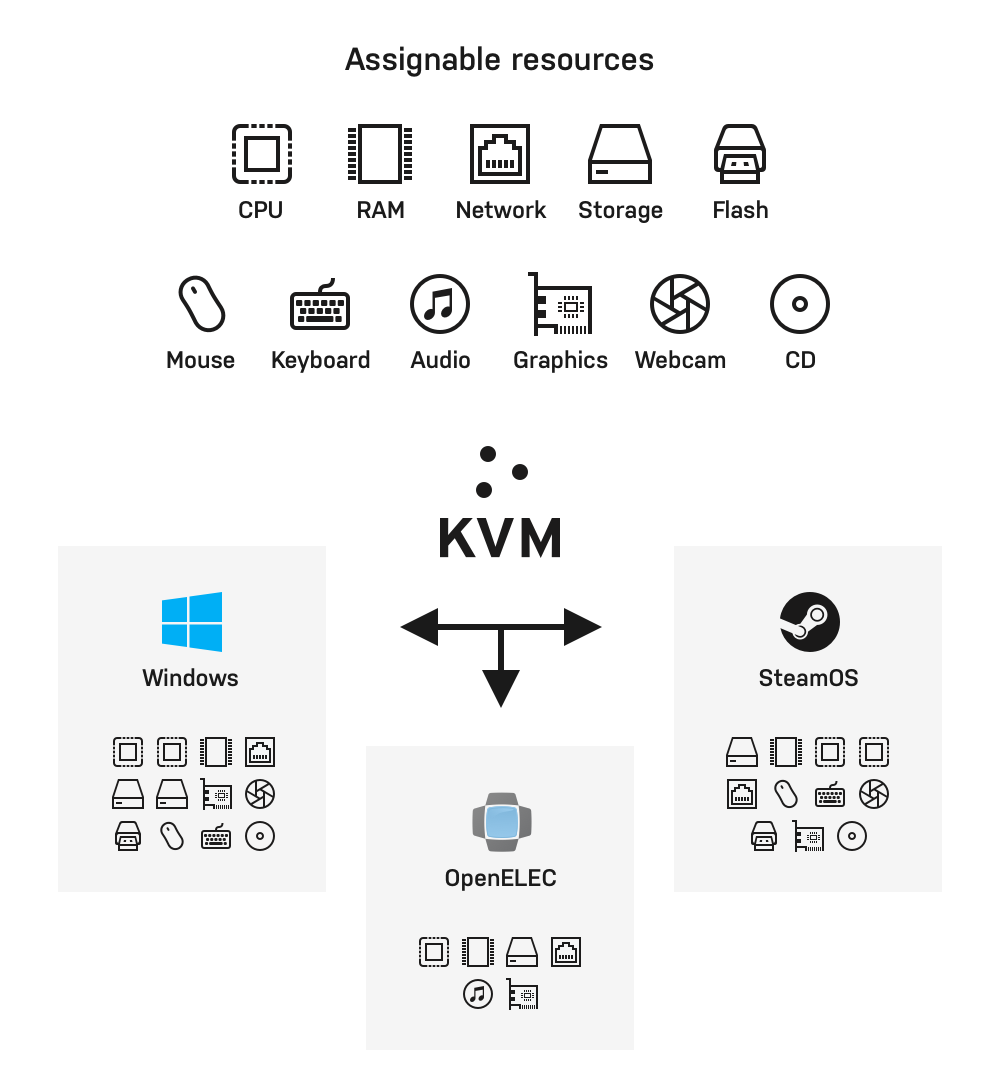 Assignable resources
CPU RAM Network Storage Flash
Mouse Keyboard Audio Graphics Webcam CD
KVM
Windows
SteamOS
OpenELEC